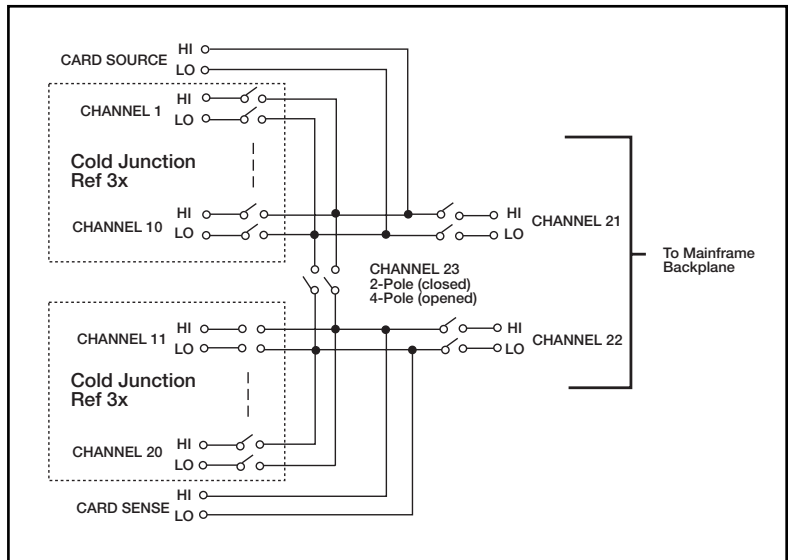 CARD SOURCE HI
LO
CHANNEL 1 HI
LO
Cold Junction
Ref 3x
CHANNEL 10 HI
LO
HI
LO
CHANNEL 21
CHANNEL 23
2-Pole (closed)
4-Pole (opened)
To Mainframe
Backplane
CHANNEL 11 HI
LO
HI
LO
CHANNEL 22
Cold Junction
Ref 3x
CHANNEL 20 HI
LO
CARD SENSE HI
LO